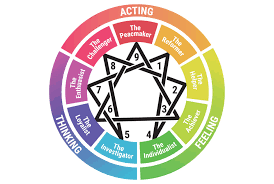 ACTING
The
Peacemaker
The
Reformer
The
Helper
The
Achiever
The
Individualist
The
Investigator
The
Loyalist
The
Enthusiast
The
Challenger
9
1
2
3
4
5
6
7
8
FEELING
THINKING